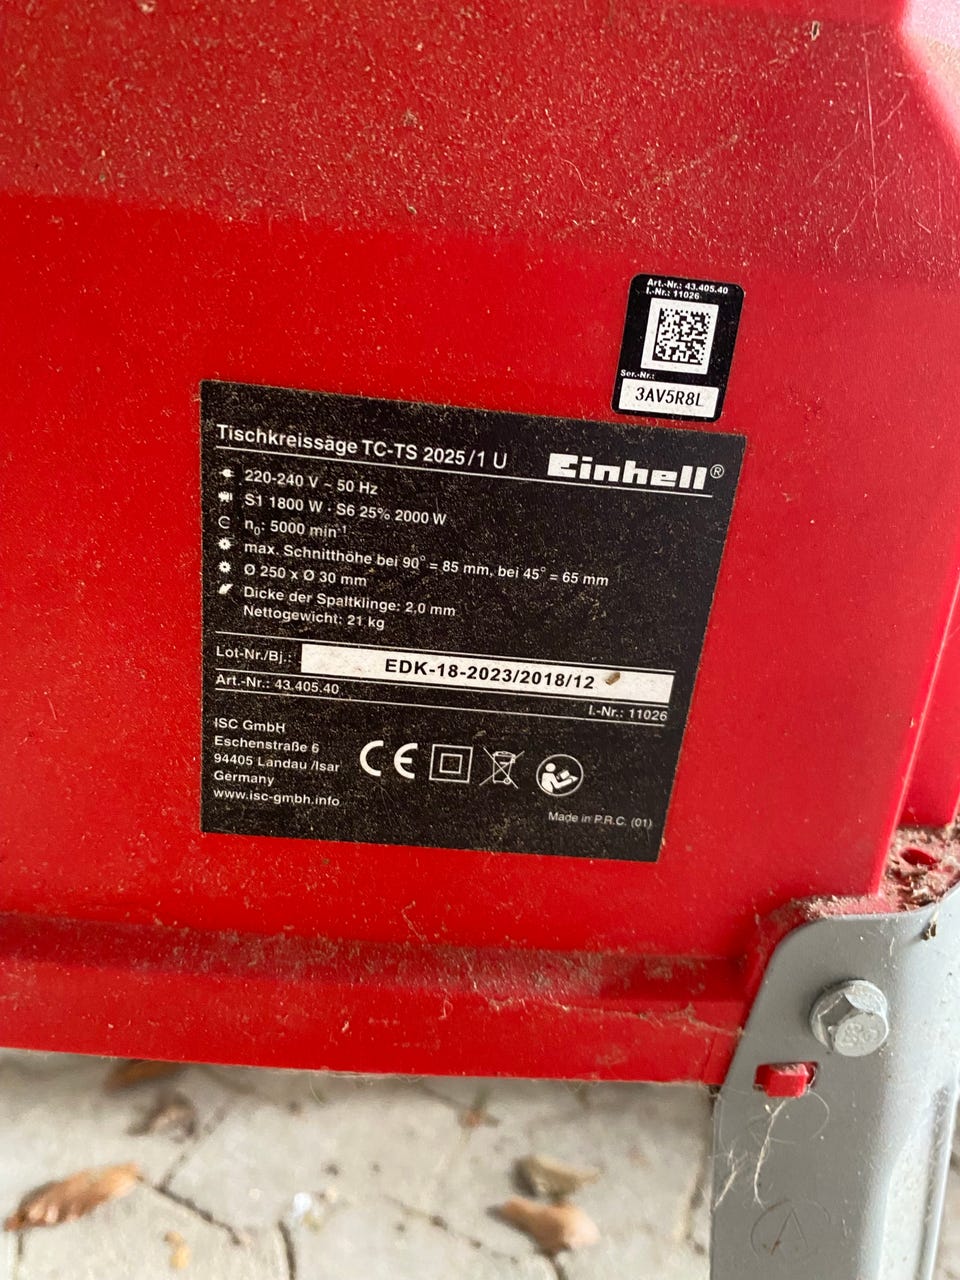 Art.-Nr.: 43.405.40
I.-Nr.: 11026
Ser.-Nr.:
3AV5R8L
Tischkreissäge TC-TS 2025/1 U
Einhell®
220-240 V ~ 50 Hz
S1 1800 W · S6 25% 2000 W
n₀: 5000 min⁻¹
max. Schnitthöhe bei 90° = 85 mm, bei 45° = 65 mm
Ø 250 x Ø 30 mm
Dicke der Spaltklinge: 2,0 mm
Nettogewicht: 21 kg
Lot-Nr./Bj.: EDK-18-2023/2018/12
Art.-Nr.: 43.405.40
I.-Nr.: 11026
ISC GmbH
Eschenstraße 6
94405 Landau /Isar
Germany
www.isc-gmbh.info
CE
Made in P.R.C. (01)